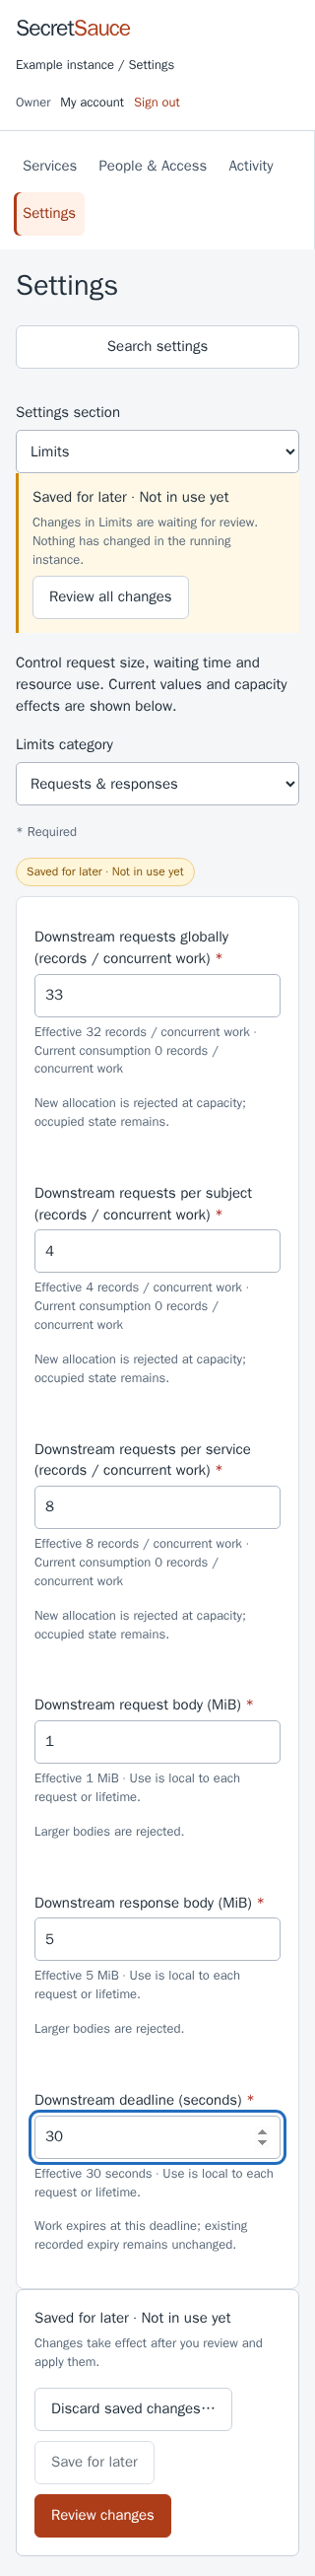 SecretSauce
Example instance / Settings
Owner My account Sign out
Services People & Access Activity
Settings
Settings
Search settings
Settings section
Limits
Saved for later · Not in use yet
Changes in Limits are waiting for review.
Nothing has changed in the running
instance.
Review all changes
Control request size, waiting time and
resource use. Current values and capacity
effects are shown below.
Limits category
Requests & responses
* Required
Saved for later · Not in use yet
Downstream requests globally
(records / concurrent work) *
33
Effective 32 records / concurrent work ·
Current consumption 0 records /
concurrent work
New allocation is rejected at capacity;
occupied state remains.
Downstream requests per subject
(records / concurrent work) *
4
Effective 4 records / concurrent work ·
Current consumption 0 records /
concurrent work
New allocation is rejected at capacity;
occupied state remains.
Downstream requests per service
(records / concurrent work) *
8
Effective 8 records / concurrent work ·
Current consumption 0 records /
concurrent work
New allocation is rejected at capacity;
occupied state remains.
Downstream request body (MiB) *
1
Effective 1 MiB · Use is local to each
request or lifetime.
Larger bodies are rejected.
Downstream response body (MiB) *
5
Effective 5 MiB · Use is local to each
request or lifetime.
Larger bodies are rejected.
Downstream deadline (seconds) *
30
Effective 30 seconds · Use is local to each
request or lifetime.
Work expires at this deadline; existing
recorded expiry remains unchanged.
Saved for later · Not in use yet
Changes take effect after you review and
apply them.
Discard saved changes…
Save for later
Review changes